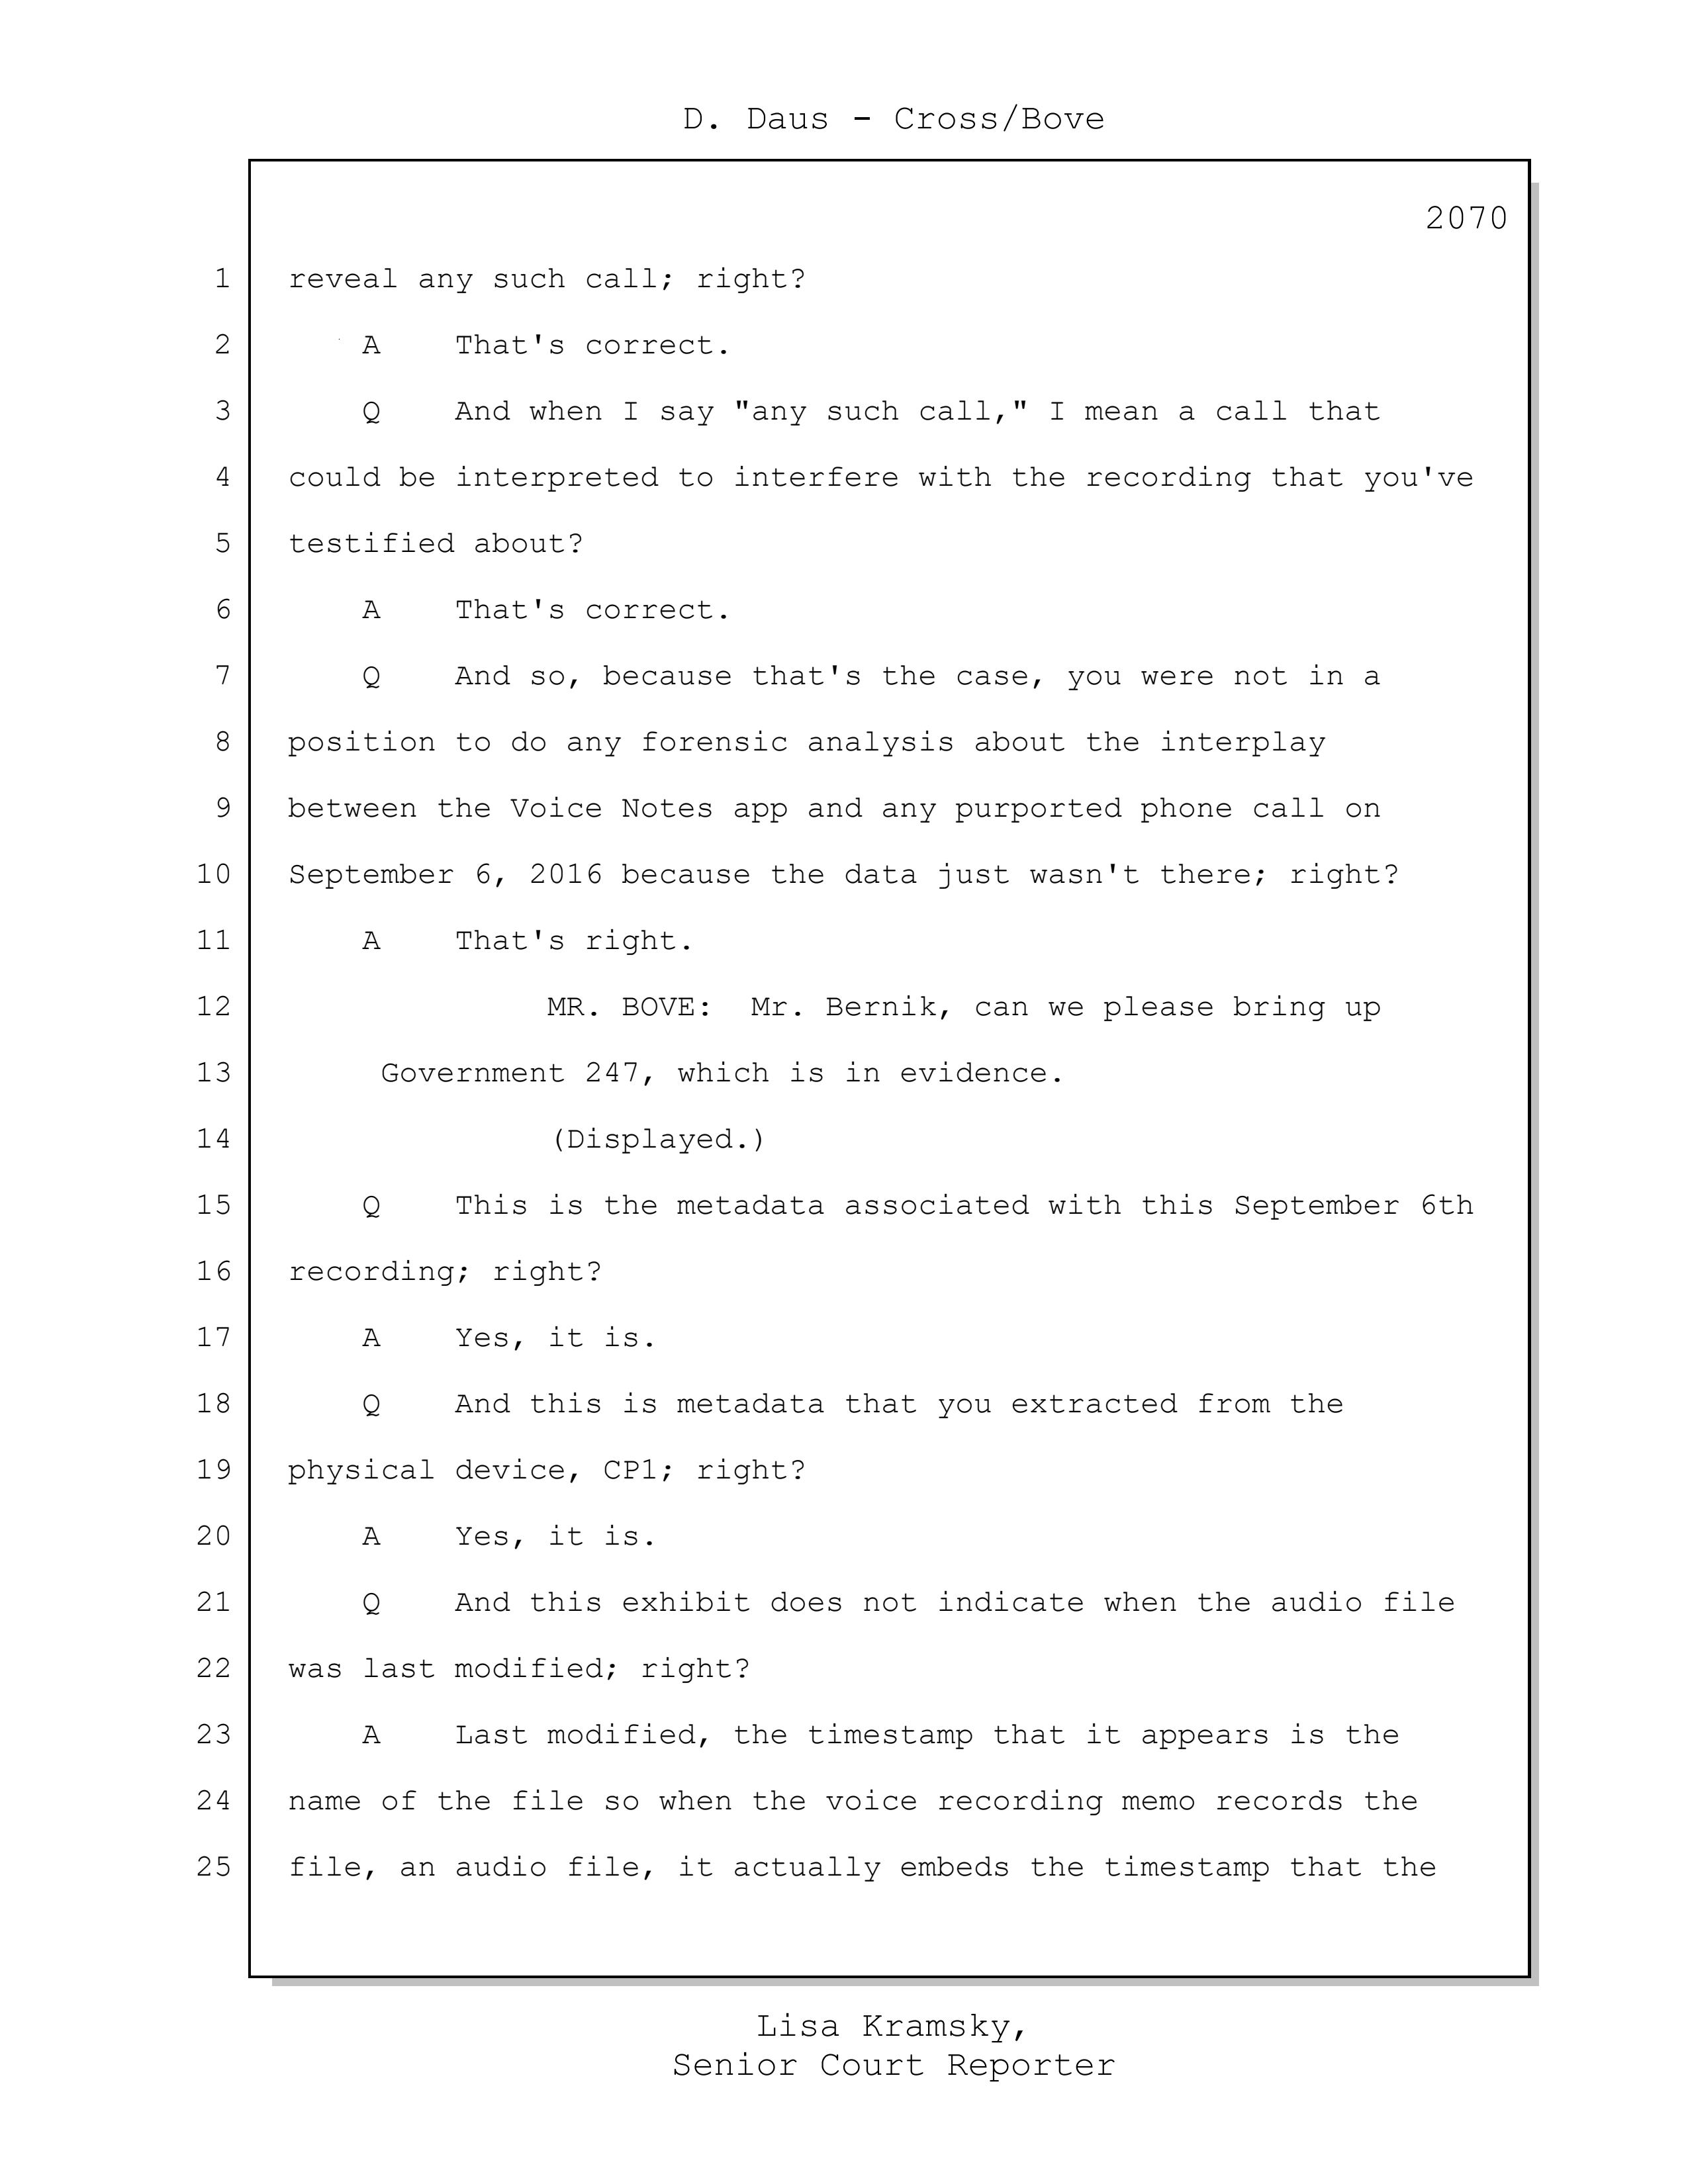 D. Daus - Cross/Bove
2070
1 reveal any such call; right?
2 A That's correct.
3 Q And when I say "any such call," I mean a call that
4 could be interpreted to interfere with the recording that you've
5 testified about?
6 A That's correct.
7 Q And so, because that's the case, you were not in a
8 position to do any forensic analysis about the interplay
9 between the Voice Notes app and any purported phone call on
10 September 6, 2016 because the data just wasn't there; right?
11 A That's right.
12 MR. BOVE: Mr. Bernik, can we please bring up
13 Government 247, which is in evidence.
14 (Displayed.)
15 Q This is the metadata associated with this September 6th
16 recording; right?
17 A Yes, it is.
18 Q And this is metadata that you extracted from the
19 physical device, CP1; right?
20 A Yes, it is.
21 Q And this exhibit does not indicate when the audio file
22 was last modified; right?
23 A Last modified, the timestamp that it appears is the
24 name of the file so when the voice recording memo records the
25 file, an audio file, it actually embeds the timestamp that the
Lisa Kramsky,
Senior Court Reporter